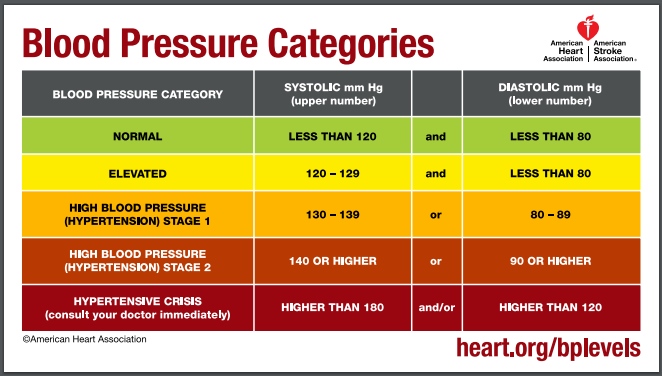 Blood Pressure Categories
American Heart Association | American Stroke Association®
BLOOD PRESSURE CATEGORY
SYSTOLIC mm Hg
(upper number)
DIASTOLIC mm Hg
(lower number)
NORMAL
LESS THAN 120
and
LESS THAN 80
ELEVATED
120 – 129
and
LESS THAN 80
HIGH BLOOD PRESSURE
(HYPERTENSION) STAGE 1
130 – 139
or
80 – 89
HIGH BLOOD PRESSURE
(HYPERTENSION) STAGE 2
140 OR HIGHER
or
90 OR HIGHER
HYPERTENSIVE CRISIS
(consult your doctor immediately)
HIGHER THAN 180
and/or
HIGHER THAN 120
©American Heart Association
heart.org/bplevels